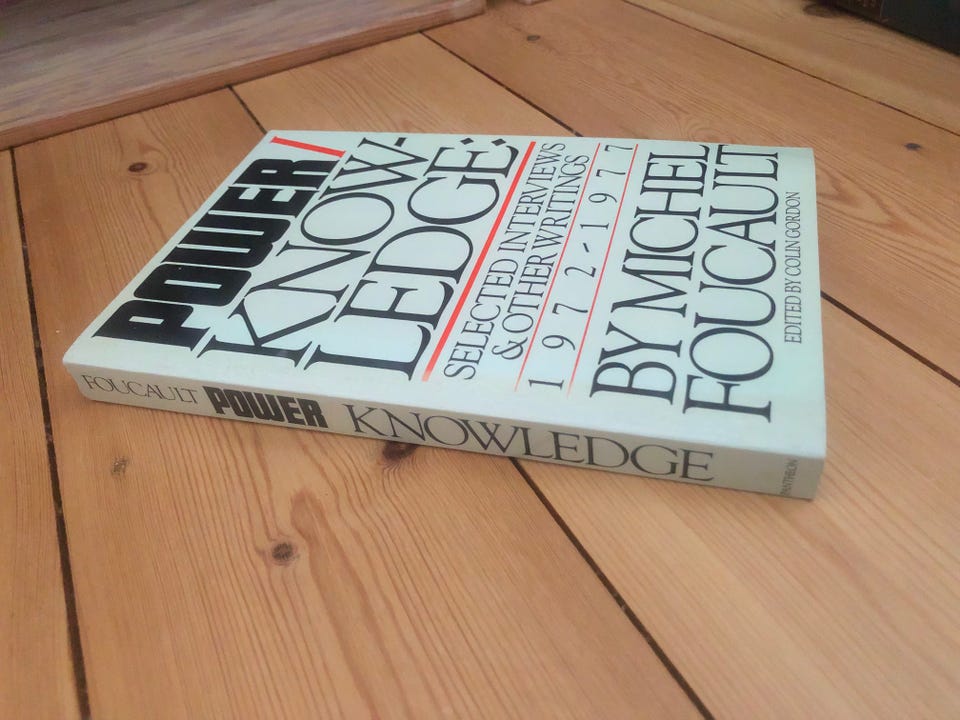 POWER/
KNOW-
LEDGE:
SELECTED INTERVIEWS
& OTHER WRITINGS
1972-1977
BY MICHEL
FOUCAULT
EDITED BY COLIN GORDON
FOUCAULT POWER KNOWLEDGE PANTHEON